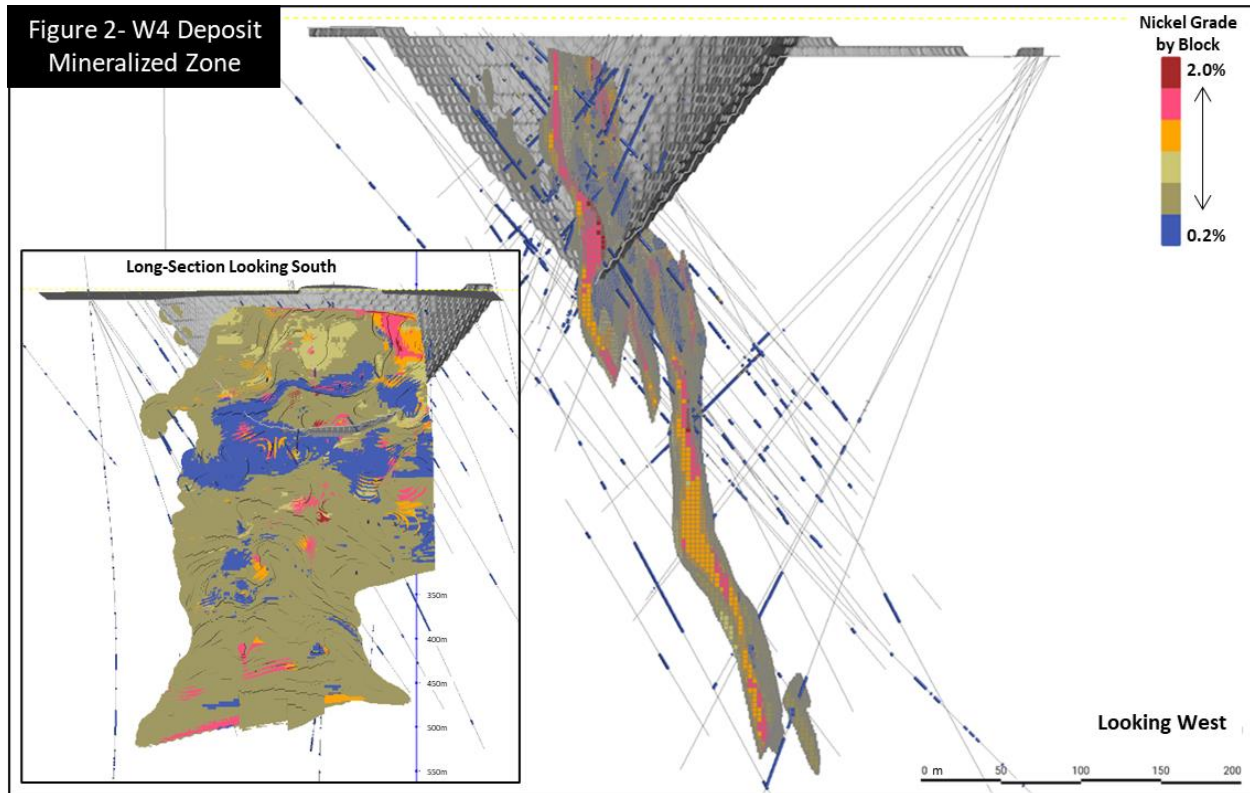 Figure 2- W4 Deposit
Mineralized Zone
Nickel Grade
by Block
2.0%
0.2%
Long-Section Looking South
350m
400m
450m
500m
550m
Looking West
0 m 50 100 150 200